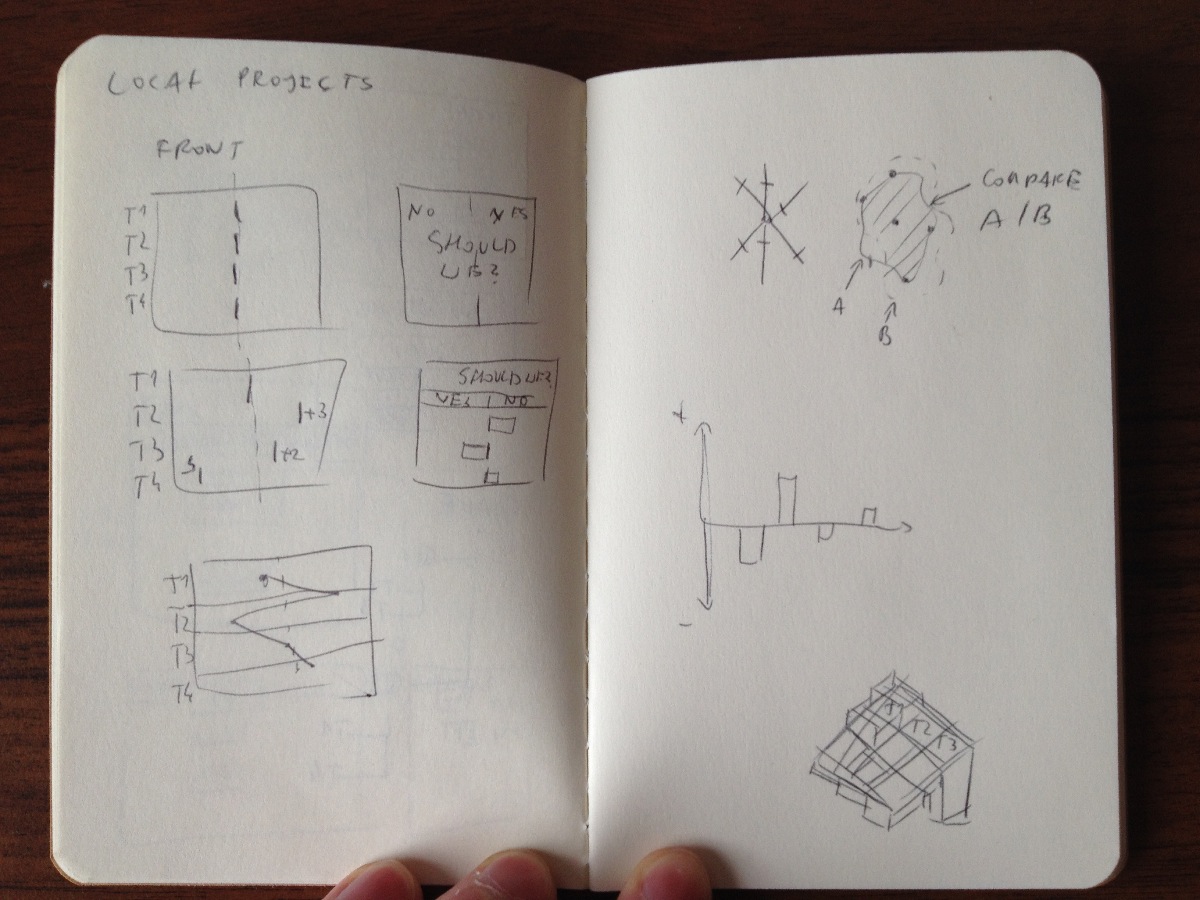 LOCAL PROJECTS
FRONT
T1
T2
T3
T4
NO YES
SHOULD
WE?
T1
T2
T3
T4
1+3
1+2
SHOULD WE?
YES | NO
T1
T2
T3
T4
COMPARE
A/B
A
B
+
-
T1 T2 T3